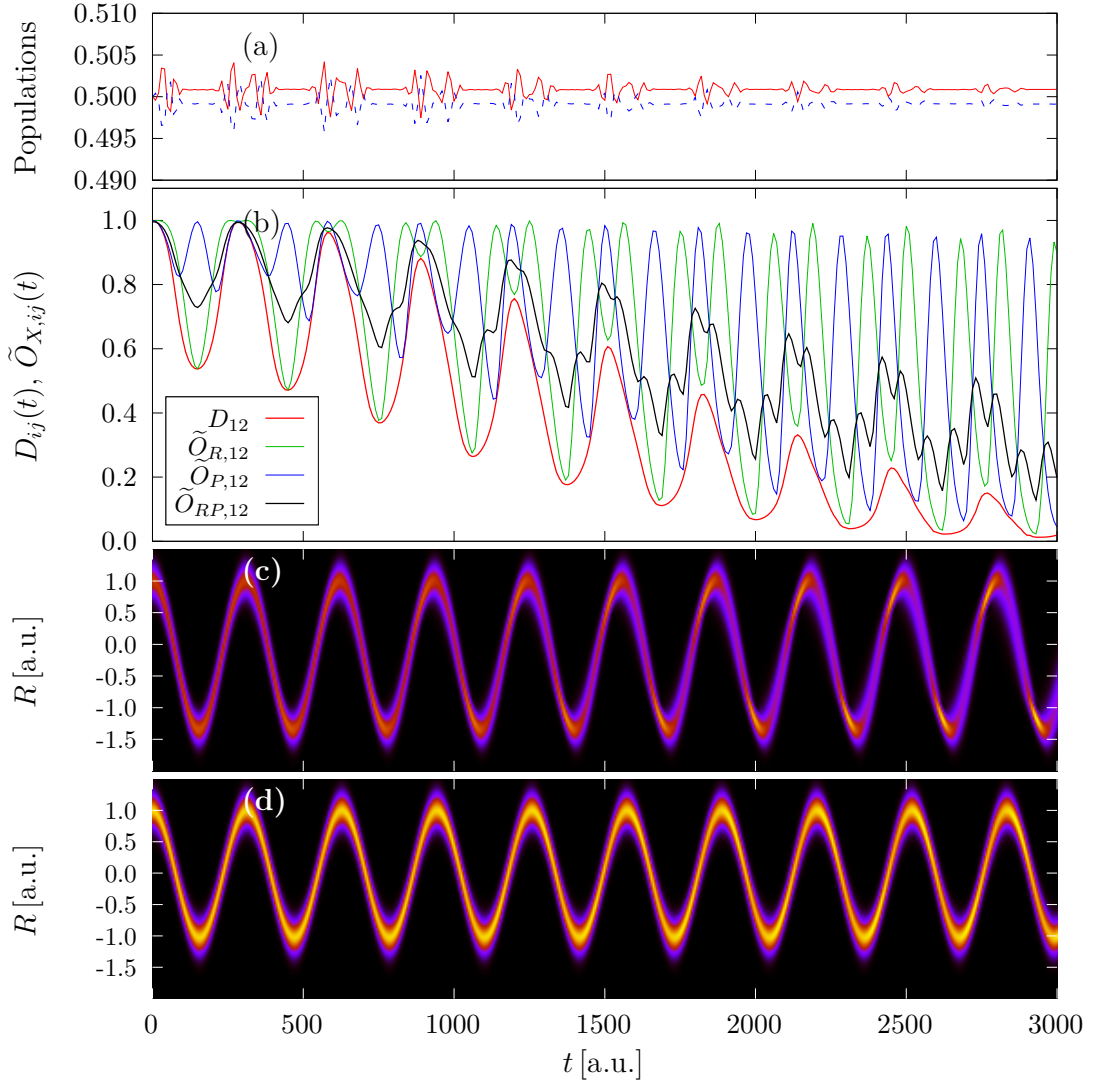 0.510
0.505
0.500
0.495
0.490
Populations
(a)
1.0
0.8
0.6
0.4
0.2
0.0
D_{ij}(t), Õ_{X,ij}(t)
(b)
D_{12}
Õ_{R,12}
Õ_{P,12}
Õ_{RP,12}
1.0
0.5
0.0
-0.5
-1.0
-1.5
R [a.u.]
(c)
1.0
0.5
0.0
-0.5
-1.0
-1.5
R [a.u.]
(d)
0 500 1000 1500 2000 2500 3000
t [a.u.]